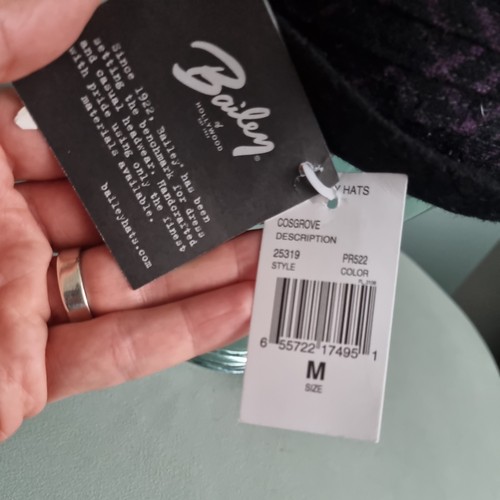 Bailey®
of
HOLLYWOOD
Since 1922, Bailey® has been
setting the benchmark for dress
and casual headwear. Handcrafted
with pride using only the finest
materials available.
baileyhats.com
Y HATS
COSGROVE
DESCRIPTION
25319 PR522
STYLE COLOR
6 55722 17495 1
M
SIZE